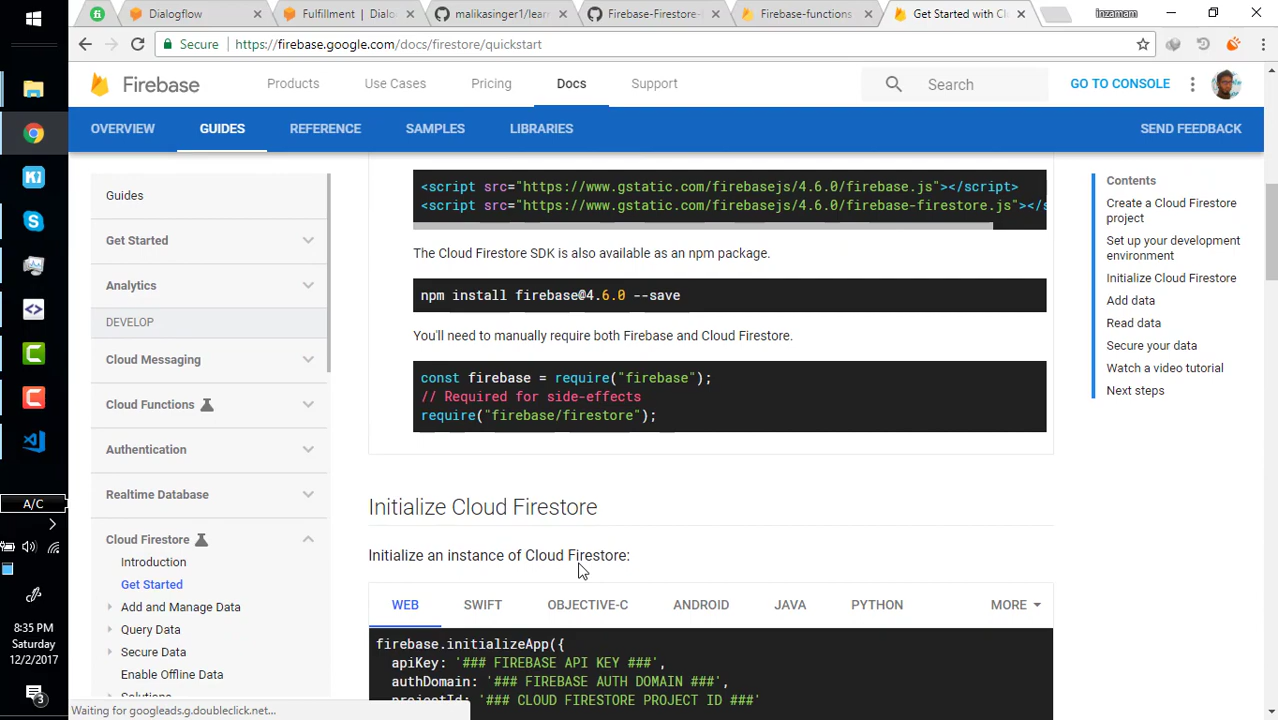 Dialogflow
Fulfillment | Dialo
malikasinger1/lear
Firebase-Firestore-
Firebase-functions
Get Started with Cl
inzamam
Secure
https://firebase.google.com/docs/firestore/quickstart
Firebase
Products
Use Cases
Pricing
Docs
Support
Search
GO TO CONSOLE
OVERVIEW
GUIDES
REFERENCE
SAMPLES
LIBRARIES
SEND FEEDBACK
Guides
Get Started
Analytics
DEVELOP
Cloud Messaging
Cloud Functions
Authentication
Realtime Database
Cloud Firestore
Introduction
Get Started
Add and Manage Data
Query Data
Secure Data
Enable Offline Data
Solutions
<script src="https://www.gstatic.com/firebasejs/4.6.0/firebase.js"></script>
<script src="https://www.gstatic.com/firebasejs/4.6.0/firebase-firestore.js"></s
The Cloud Firestore SDK is also available as an npm package.
npm install firebase@4.6.0 --save
You'll need to manually require both Firebase and Cloud Firestore.
const firebase = require("firebase");
// Required for side-effects
require("firebase/firestore");
Initialize Cloud Firestore
Initialize an instance of Cloud Firestore:
WEB
SWIFT
OBJECTIVE-C
ANDROID
JAVA
PYTHON
MORE
firebase.initializeApp({
apiKey: '### FIREBASE API KEY ###',
authDomain: '### FIREBASE AUTH DOMAIN ###',
projectId: '### CLOUD FIRESTORE PROJECT ID ###'
Contents
Create a Cloud Firestore
project
Set up your development
environment
Initialize Cloud Firestore
Add data
Read data
Secure your data
Watch a video tutorial
Next steps
A/C
8:35 PM
Saturday
12/2/2017
3
Waiting for googleads.g.doubleclick.net...